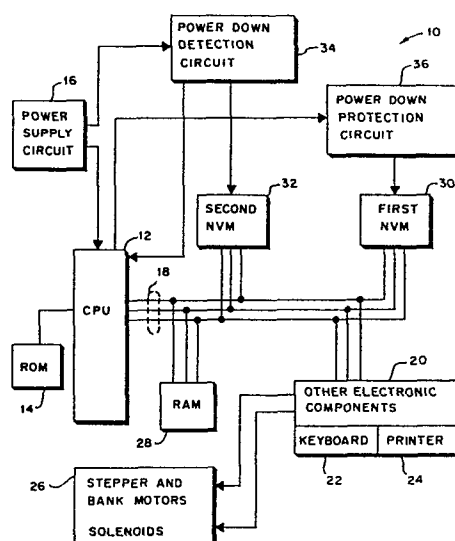 POWER DOWN
DETECTION
CIRCUIT
34
10
16
POWER
SUPPLY
CIRCUIT
36
POWER DOWN
PROTECTION
CIRCUIT
32
SECOND
NVM
30
FIRST
NVM
12
18
CPU
ROM
14
RAM
28
20
OTHER ELECTRONIC
COMPONENTS
KEYBOARD
PRINTER
22
24
26
STEPPER AND
BANK MOTORS
SOLENOIDS